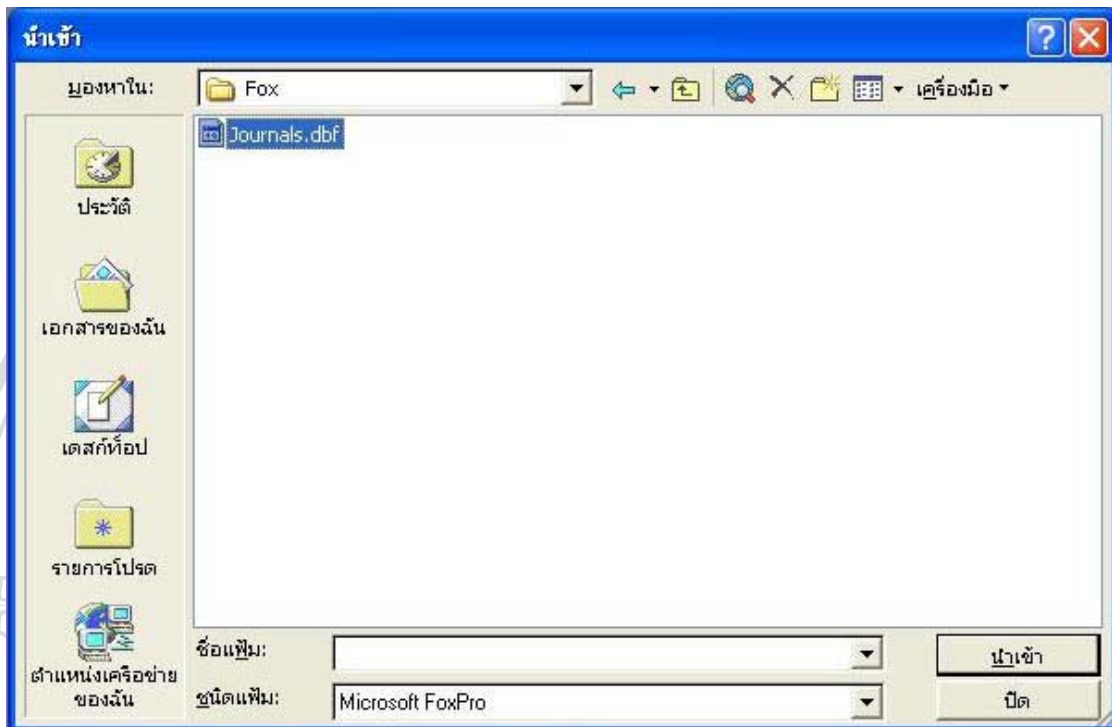 นำเข้า
มองหาใน:
Fox
เครื่องมือ
Journals.dbf
ประวัติ
เอกสารของฉัน
เดสก์ท็อป
รายการโปรด
ตำแหน่งเครือข่าย
ของฉัน
ชื่อแฟ้ม:
นำเข้า
ชนิดแฟ้ม:
Microsoft FoxPro
ปิด